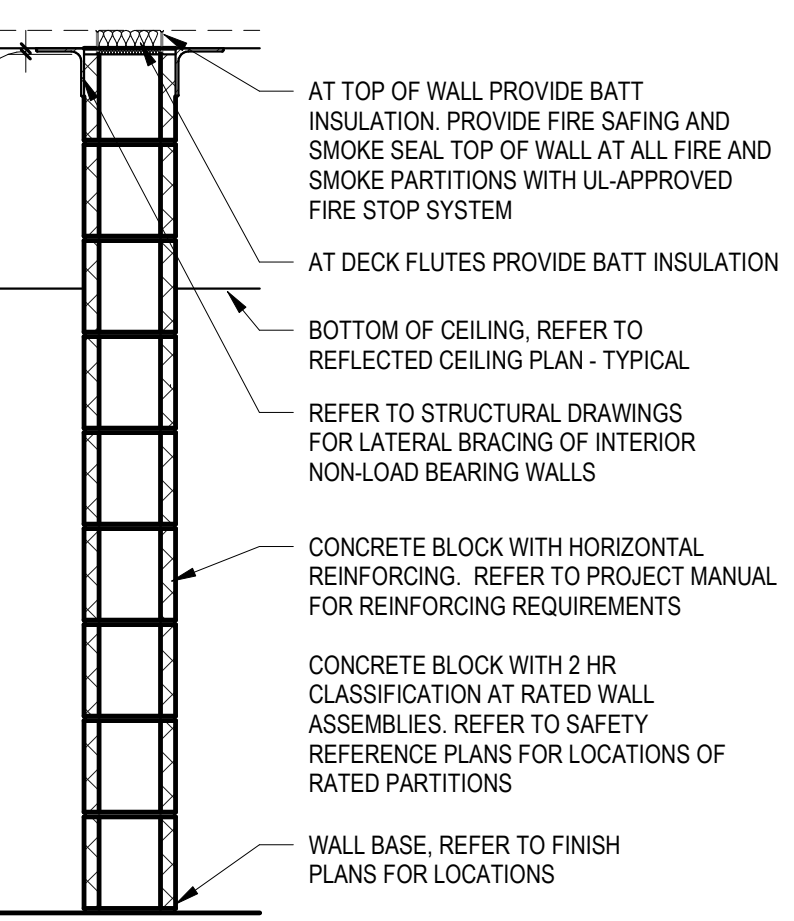 AT TOP OF WALL PROVIDE BATT
INSULATION. PROVIDE FIRE SAFING AND
SMOKE SEAL TOP OF WALL AT ALL FIRE AND
SMOKE PARTITIONS WITH UL-APPROVED
FIRE STOP SYSTEM
AT DECK FLUTES PROVIDE BATT INSULATION
BOTTOM OF CEILING, REFER TO
REFLECTED CEILING PLAN - TYPICAL
REFER TO STRUCTURAL DRAWINGS
FOR LATERAL BRACING OF INTERIOR
NON-LOAD BEARING WALLS
CONCRETE BLOCK WITH HORIZONTAL
REINFORCING.  REFER TO PROJECT MANUAL
FOR REINFORCING REQUIREMENTS
CONCRETE BLOCK WITH 2 HR
CLASSIFICATION AT RATED WALL
ASSEMBLIES. REFER TO SAFETY
REFERENCE PLANS FOR LOCATIONS OF
RATED PARTITIONS
WALL BASE, REFER TO FINISH
PLANS FOR LOCATIONS